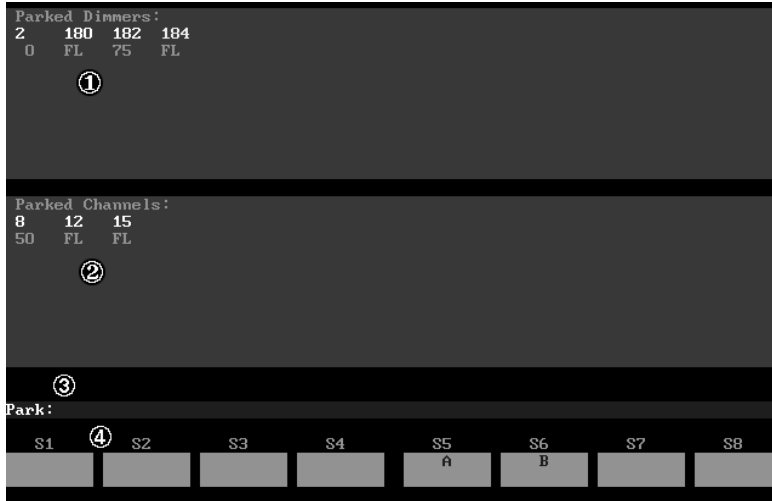 Parked Dimmers:
2 180 182 184
0 FL 75 FL
①
Parked Channels:
8 12 15
50 FL FL
②
③
Park:
④
S1 S2 S3 S4 S5 S6 S7 S8
A B